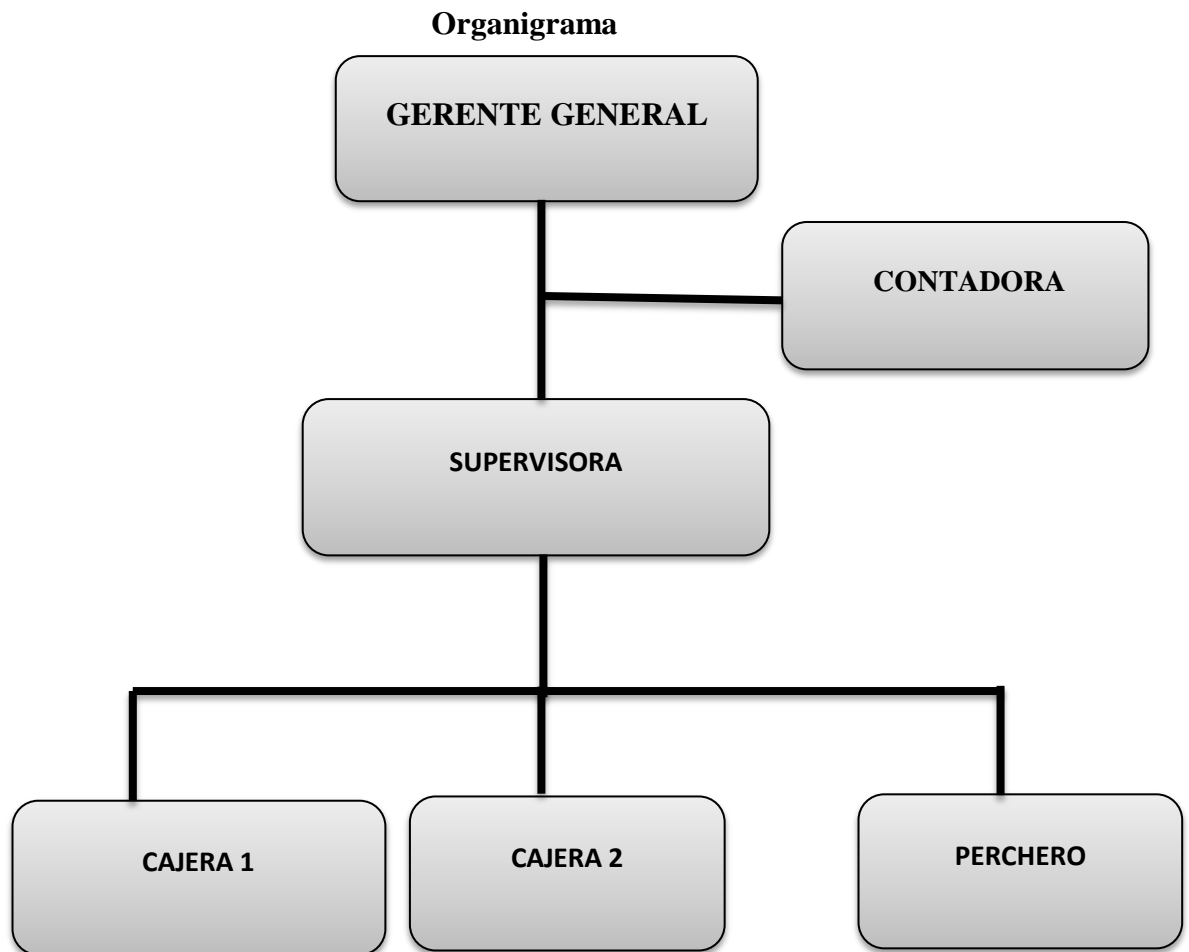 Organigrama
GERENTE GENERAL
CONTADORA
SUPERVISORA
CAJERA 1
CAJERA 2
PERCHERO